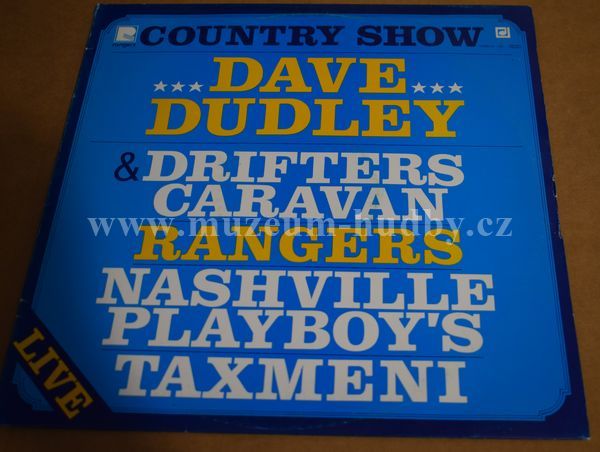 COUNTRY SHOW
DAVE
DUDLEY
& DRIFTERS
CARAVAN
www.muzeum-hudby.cz
RANGERS
NASHVILLE
PLAYBOY'S
TAXMENI
LIVE